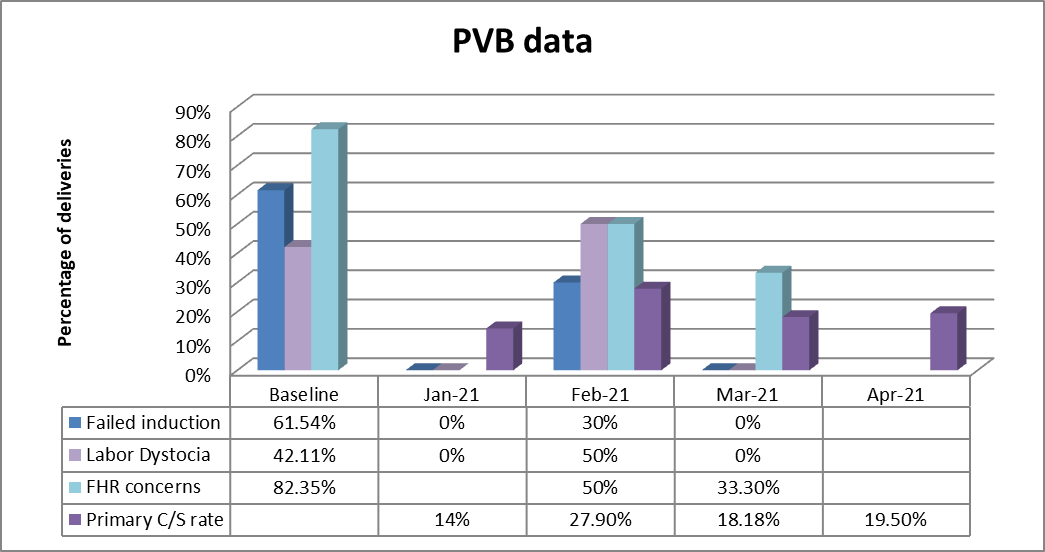 PVB data
Percentage of deliveries
90%
80%
70%
60%
50%
40%
30%
20%
10%
0%
Baseline Jan-21 Feb-21 Mar-21 Apr-21
Failed induction 61.54% 0% 30% 0%
Labor Dystocia 42.11% 0% 50% 0%
FHR concerns 82.35% 50% 33.30%
Primary C/S rate 14% 27.90% 18.18% 19.50%